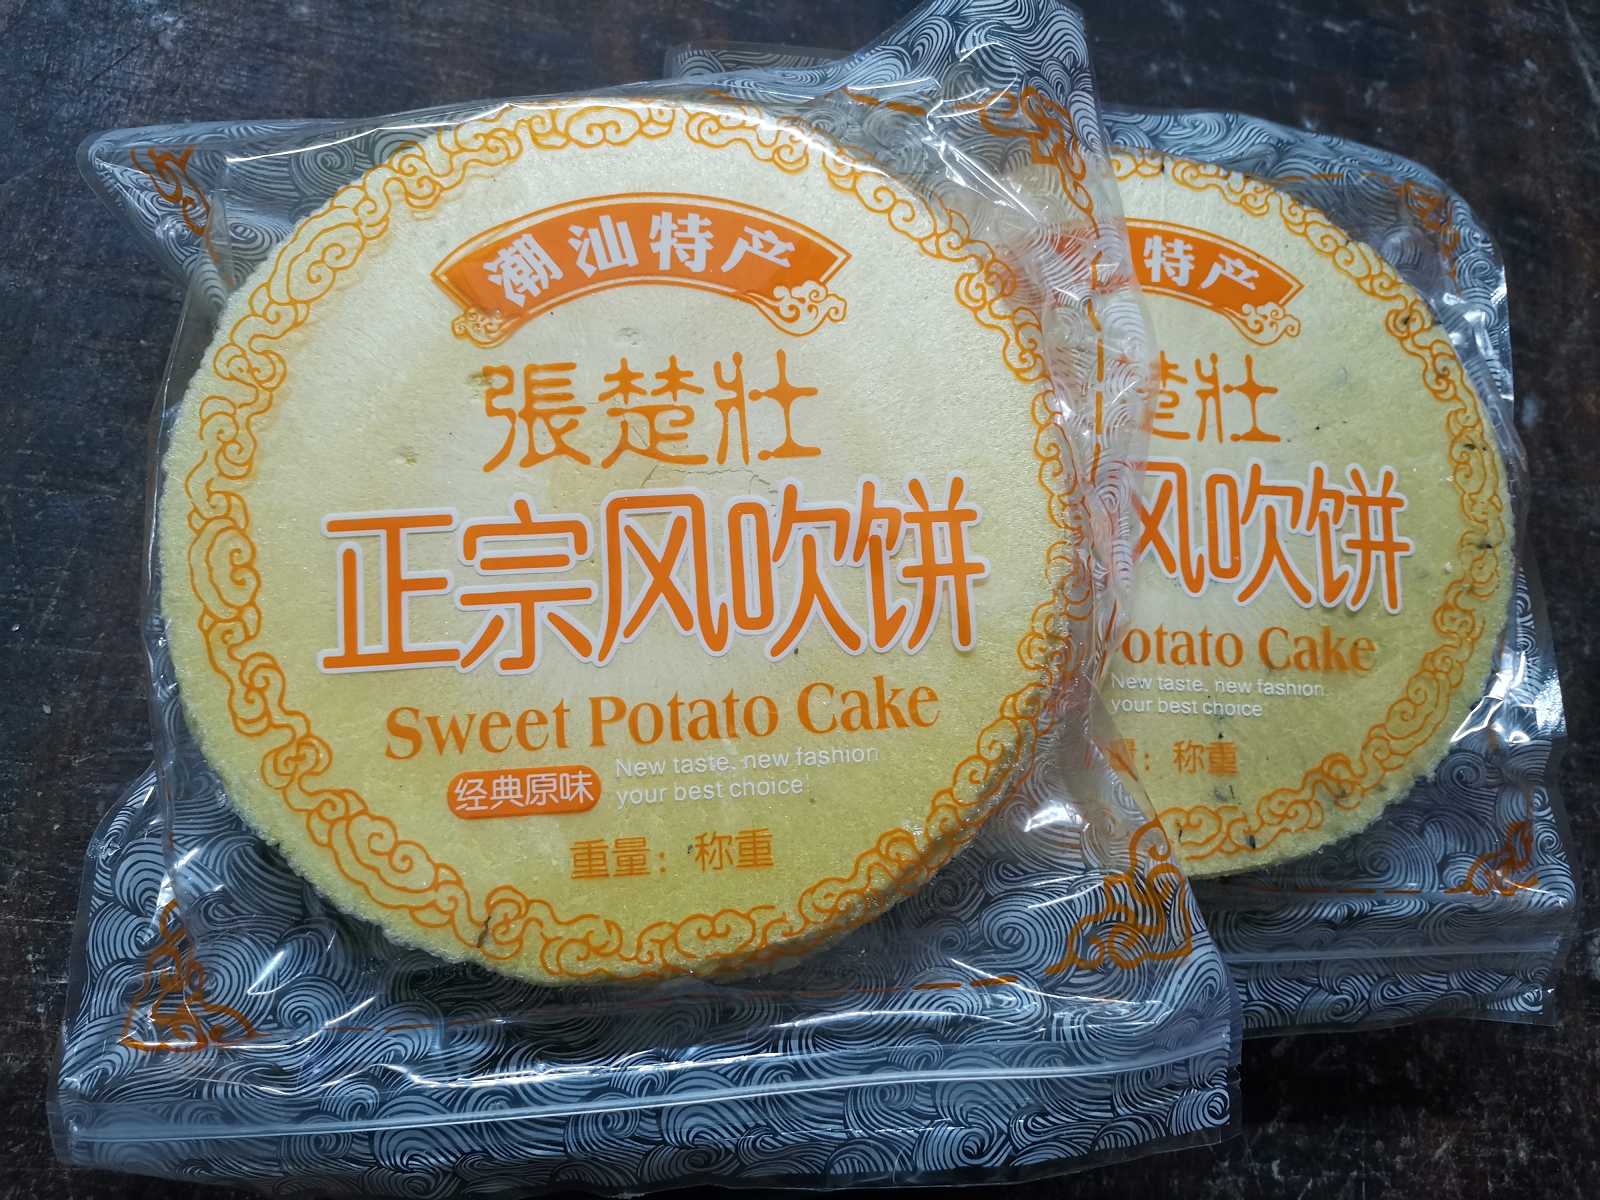 潮汕特产
張楚壮
正宗风吹饼
Sweet Potato Cake
经典原味
New taste, new fashion
your best choice
重量：称重
特产
楚壮
风吹饼
Potato Cake
New taste, new fashion
your best choice
量：称重